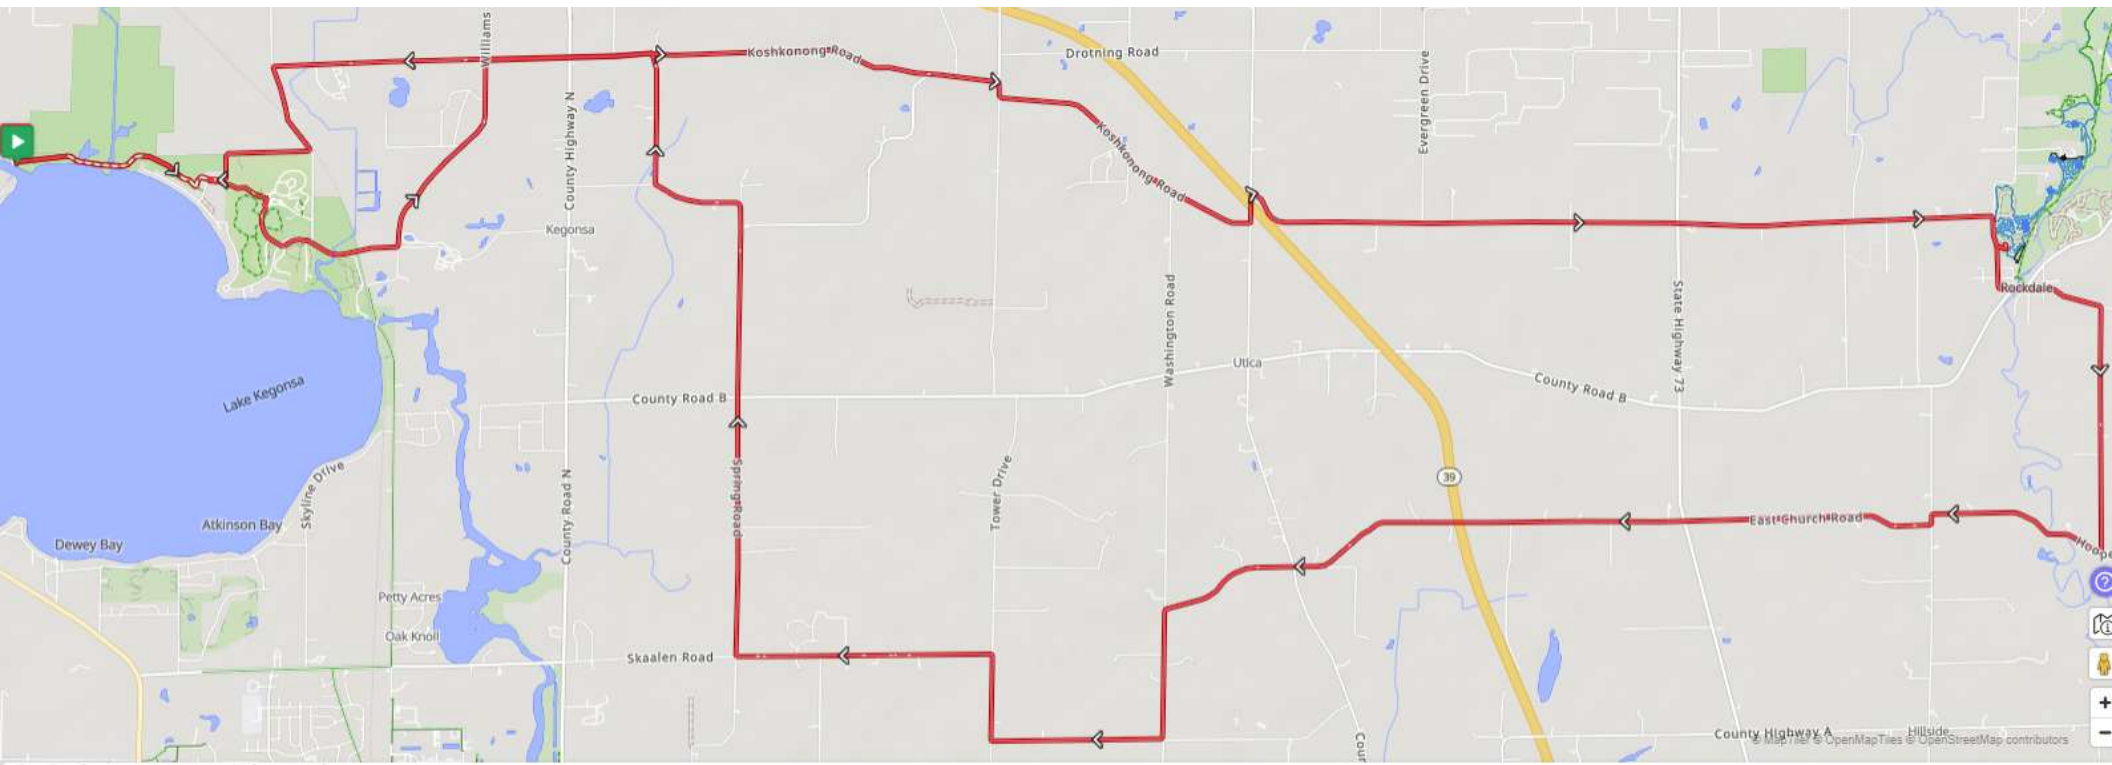 Williams
Koshkonong Road
Drotning Road
Evergreen Drive
County Highway N
Koshkonong Road
Kegonsa
Washington Road
State Highway 73
Rockdale
Utica
County Road B
County Road B
Lake Kegonsa
Skyline Drive
Spring Road
Tower Drive
39
County Road N
Atkinson Bay
Dewey Bay
East Church Road
Hoope
?
Petty Acres
Oak Knoll
Skaalen Road
Coun
County Highway A
Hillside
+
−
© MapTiler © OpenMapTiles © OpenStreetMap contributors